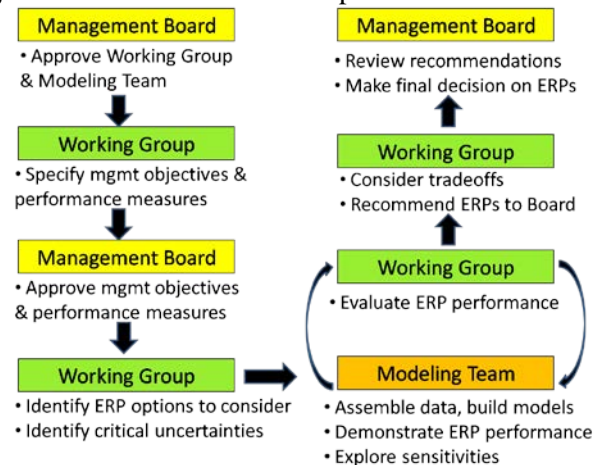 Management Board
• Approve Working Group
& Modeling Team
Working Group
• Specify mgmt objectives &
performance measures
Management Board
• Approve mgmt objectives
& performance measures
Working Group
• Identify ERP options to consider
• Identify critical uncertainties
Modeling Team
• Assemble data, build models
• Demonstrate ERP performance
• Explore sensitivities
Working Group
• Evaluate ERP performance
Working Group
• Consider tradeoffs
• Recommend ERPs to Board
Management Board
• Review recommendations
• Make final decision on ERPs